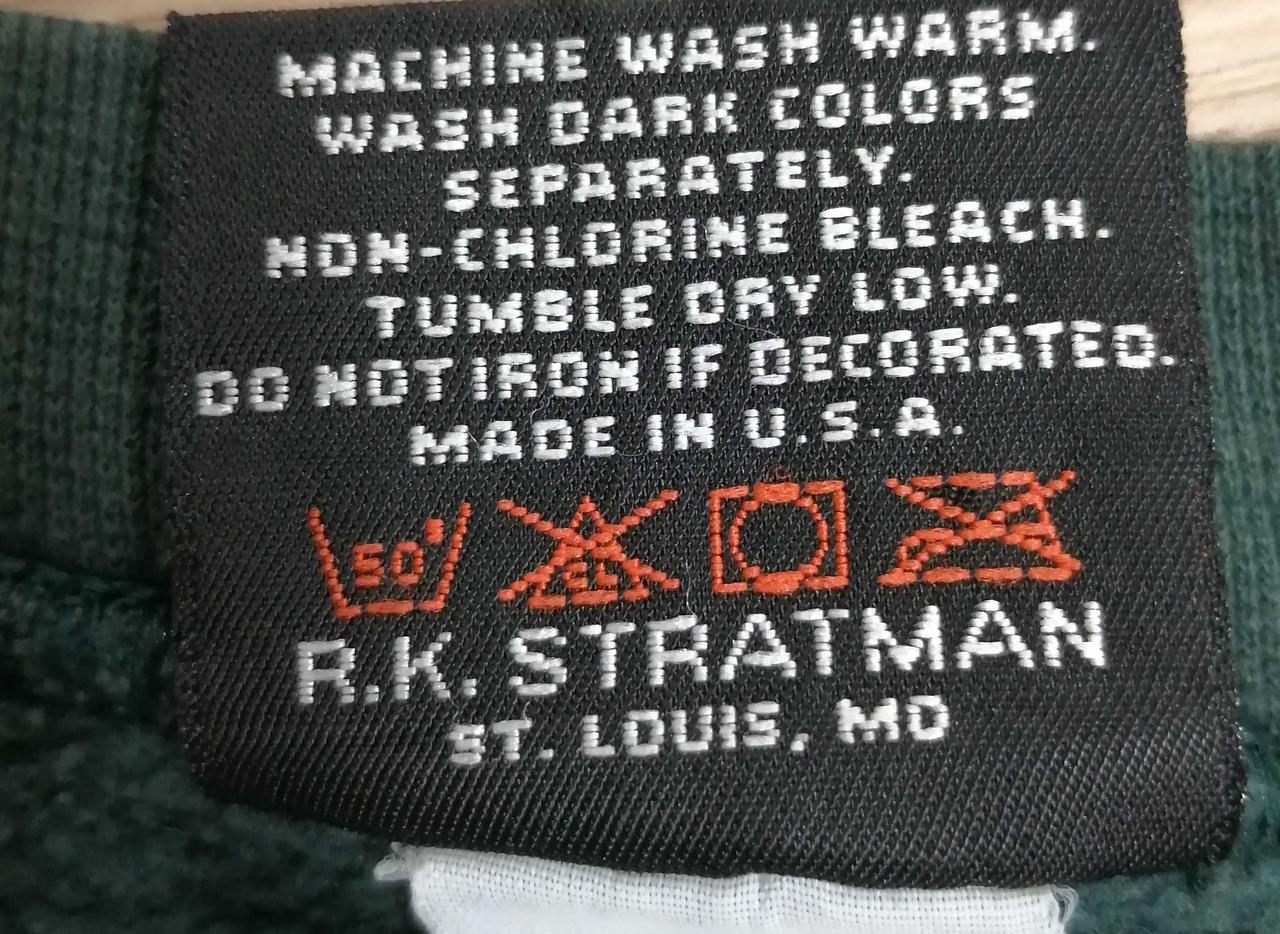 MACHINE WASH WARM.
WASH DARK COLORS
SEPARATELY.
NON-CHLORINE BLEACH.
TUMBLE DRY LOW.
DO NOT IRON IF DECORATED.
MADE IN U.S.A.
50° CL
R.K. STRATMAN
ST. LOUIS, MO